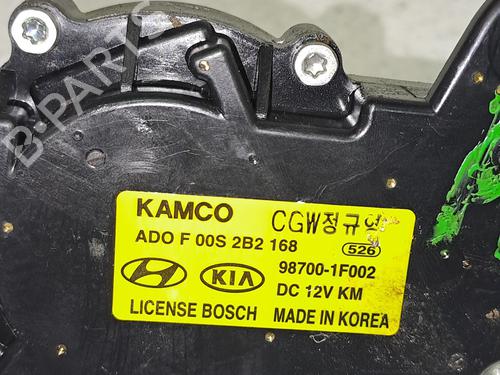 B-PARTS
KAMCO CGW정규
ADO F 00S 2B2 168 526
KIA 98700-1F002
DC 12V KM
LICENSE BOSCH MADE IN KOREA